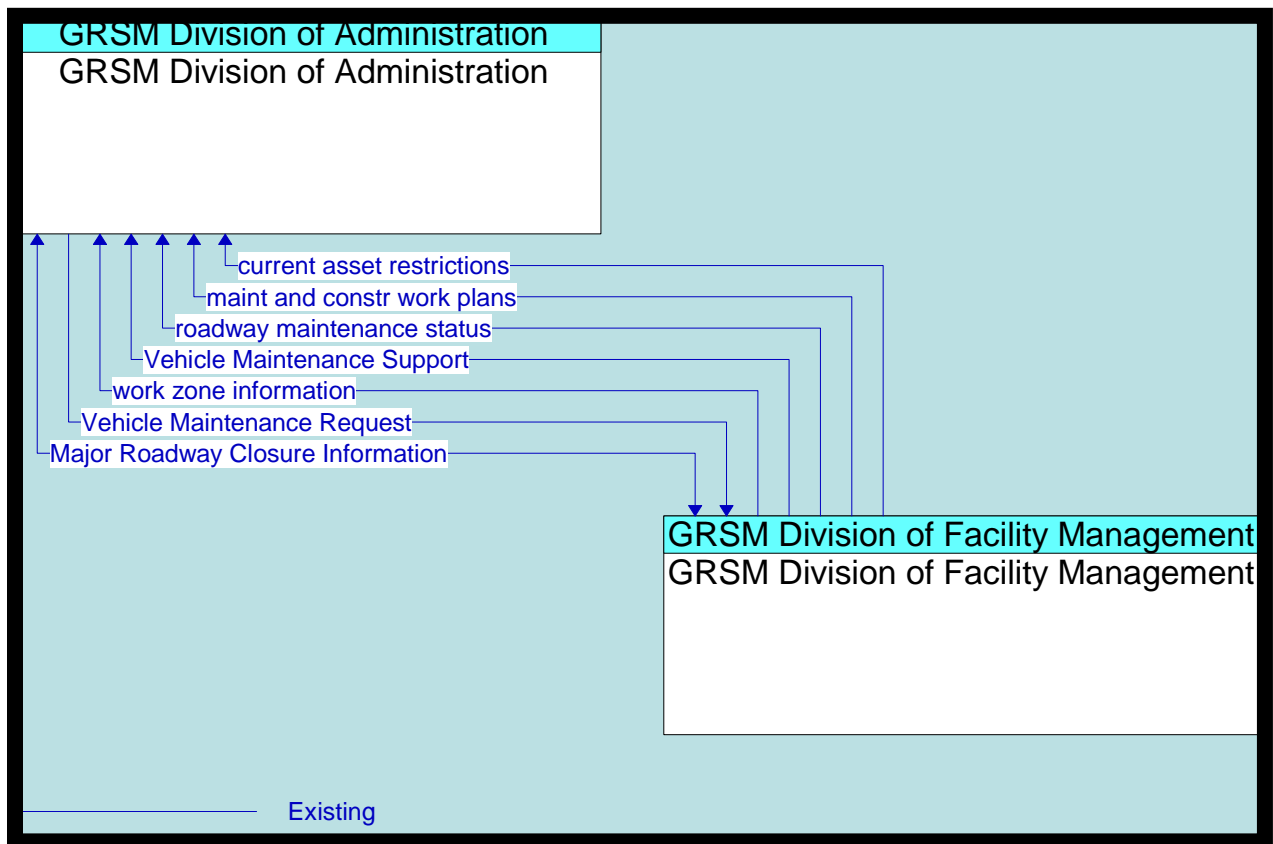 GRSM Division of Administration
GRSM Division of Administration
current asset restrictions
maint and constr work plans
roadway maintenance status
Vehicle Maintenance Support
work zone information
Vehicle Maintenance Request
Major Roadway Closure Information
GRSM Division of Facility Management
GRSM Division of Facility Management
Existing